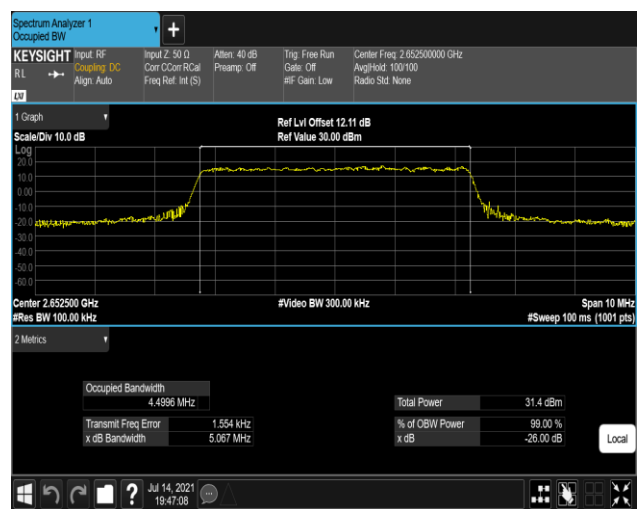 Spectrum Analyzer 1
Occupied BW
+
KEYSIGHT
RL
LXI
Input: RF
Coupling: DC
Align: Auto
Input Z: 50 Ω
Corr CCorr RCal
Freq Ref: Int (S)
Atten: 40 dB
Preamp: Off
Trig: Free Run
Gate: Off
#IF Gain: Low
Center Freq: 2.652500000 GHz
Avg|Hold: 100/100
Radio Std: None
1 Graph
Scale/Div 10.0 dB
Ref Lvl Offset 12.11 dB
Ref Value 30.00 dBm
Log
20.0
10.0
0.00
-10.0
-20.0
-30.0
-40.0
-50.0
-60.0
Center 2.652500 GHz
#Res BW 100.00 kHz
#Video BW 300.00 kHz
Span 10 MHz
#Sweep 100 ms (1001 pts)
2 Metrics
Occupied Bandwidth
4.4996 MHz
Transmit Freq Error 1.554 kHz
x dB Bandwidth 5.067 MHz
Total Power 31.4 dBm
% of OBW Power 99.00 %
x dB -26.00 dB
Local
?
Jul 14, 2021
19:47:08